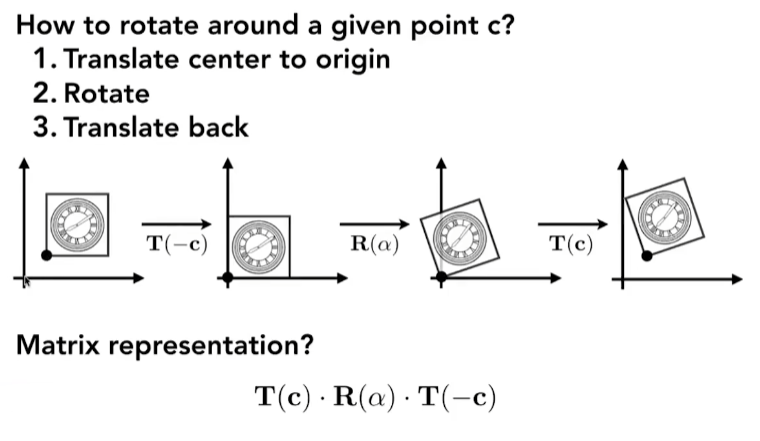 How to rotate around a given point c?
1. Translate center to origin
2. Rotate
3. Translate back
T(−c)
R(α)
T(c)
Matrix representation?
T(c) · R(α) · T(−c)